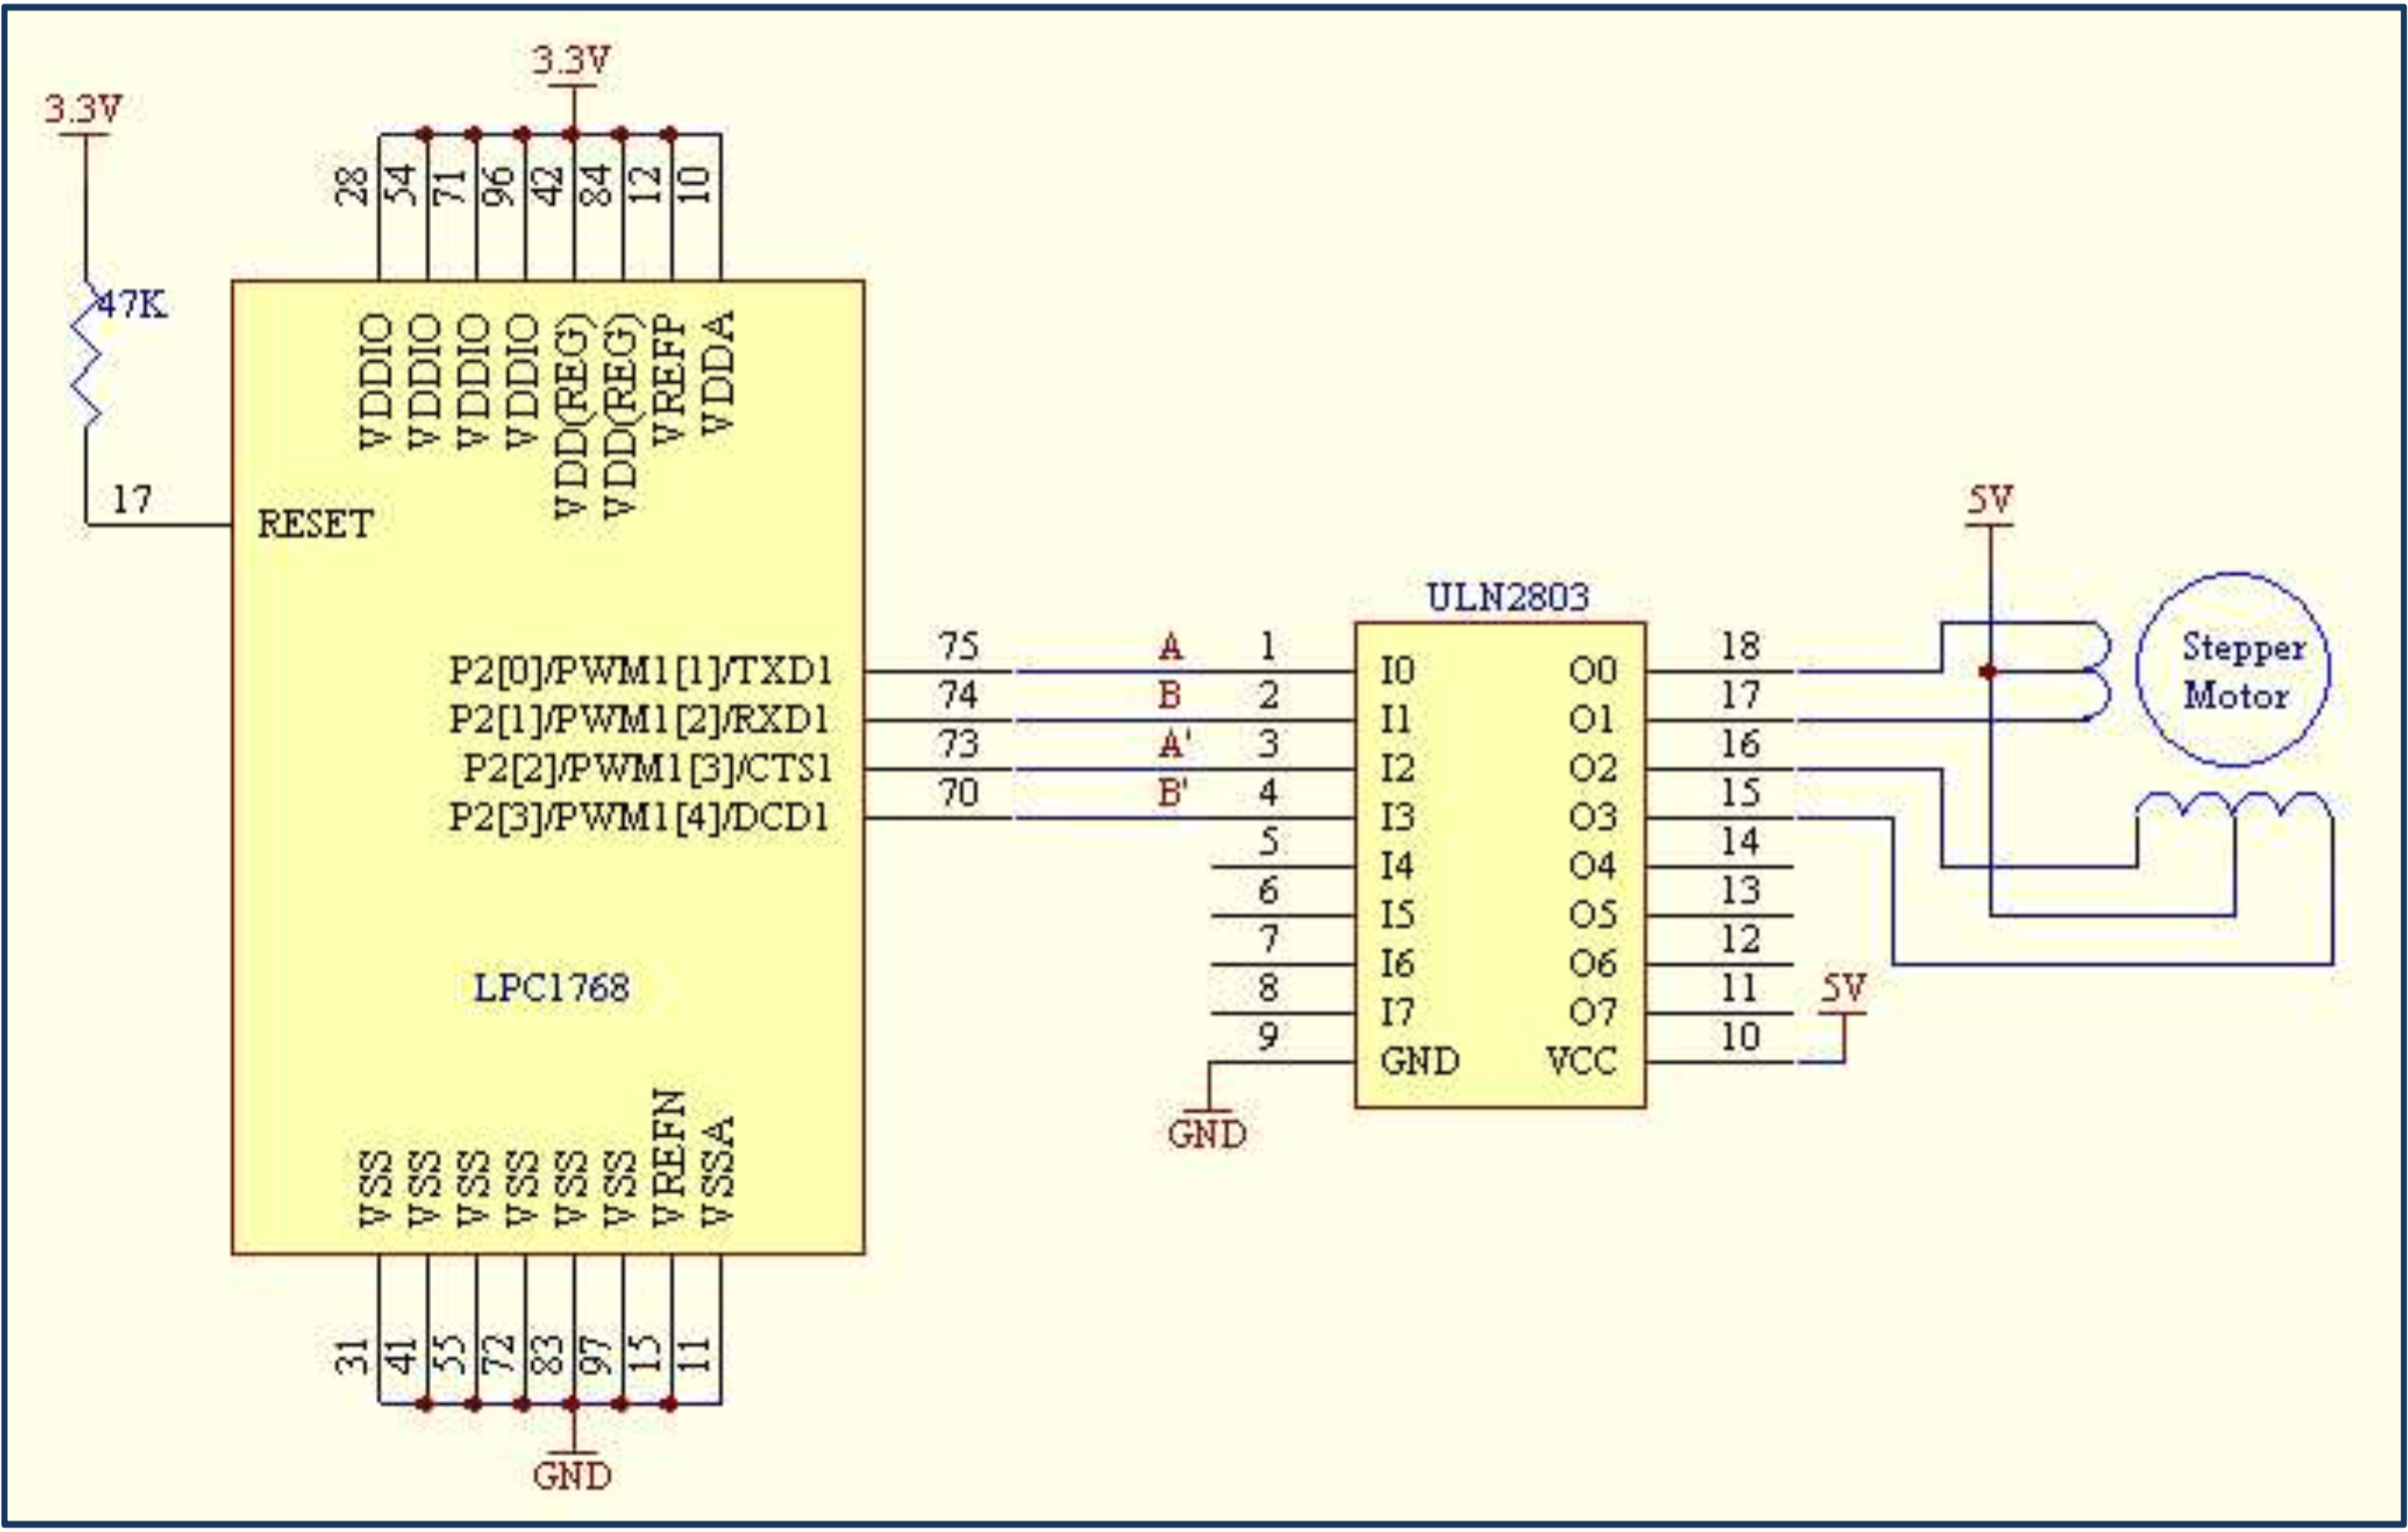 3.3V
3.3V
28 54 71 96 42 84 12 10
47K
VDDIO VDDIO VDDIO VDDIO VDD(REG) VDD(REG) VREFP VDDA
17
RESET
5V
ULN2803
Stepper
Motor
75 A 1 18
P2[0]/PWM1[1]/TXD1 I0 O0
74 B 2 17
P2[1]/PWM1[2]/RXD1 I1 O1
73 A' 3 16
P2[2]/PWM1[3]/CTS1 I2 O2
70 B' 4 15
P2[3]/PWM1[4]/DCD1 I3 O3
5 14
I4 O4
6 13
I5 O5
7 12
I6 O6
LPC1768
8 11 5V
I7 O7
9 10
GND VCC
GND
VSS VSS VSS VSS VSS VSS VREFN VSSA
31 41 55 72 83 97 15 11
GND